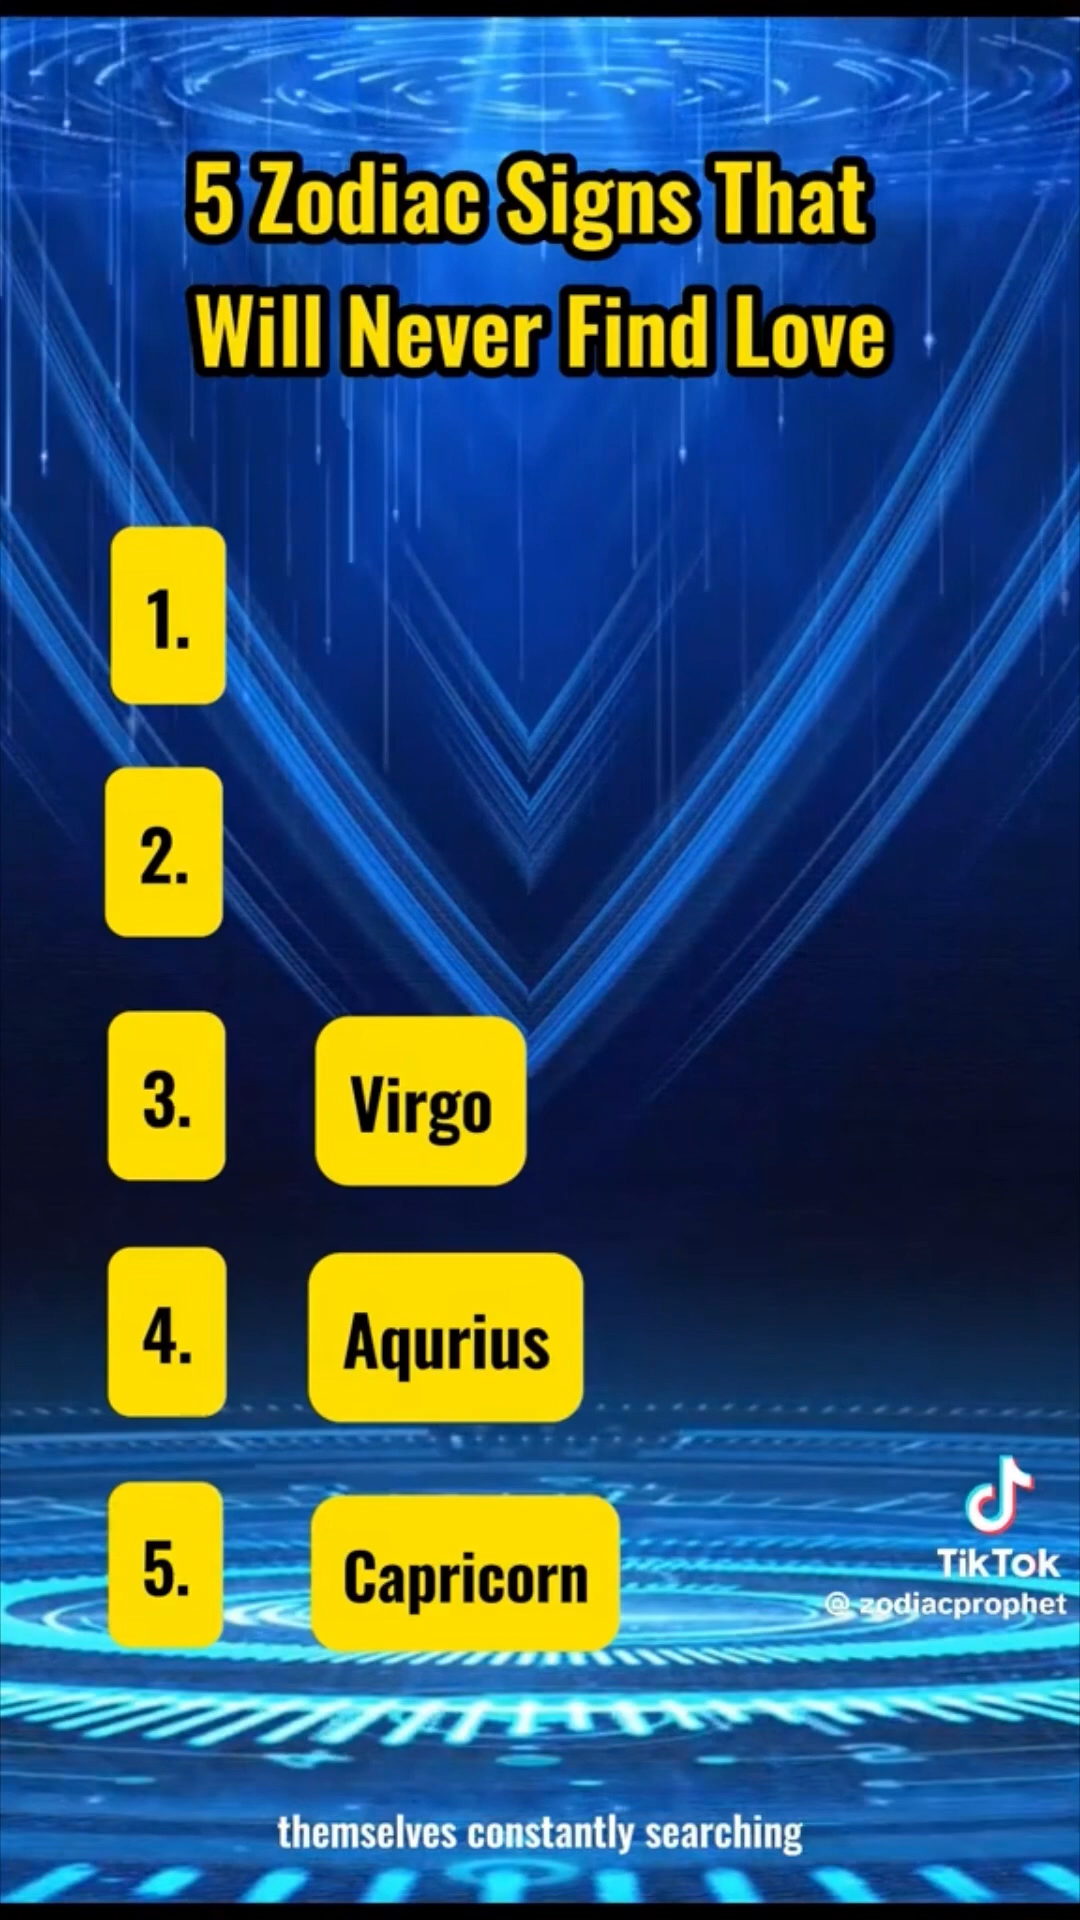 5 Zodiac Signs That
Will Never Find Love
1.
2.
3. Virgo
4. Aqurius
5. Capricorn
TikTok
@ zodiacprophet
themselves constantly searching